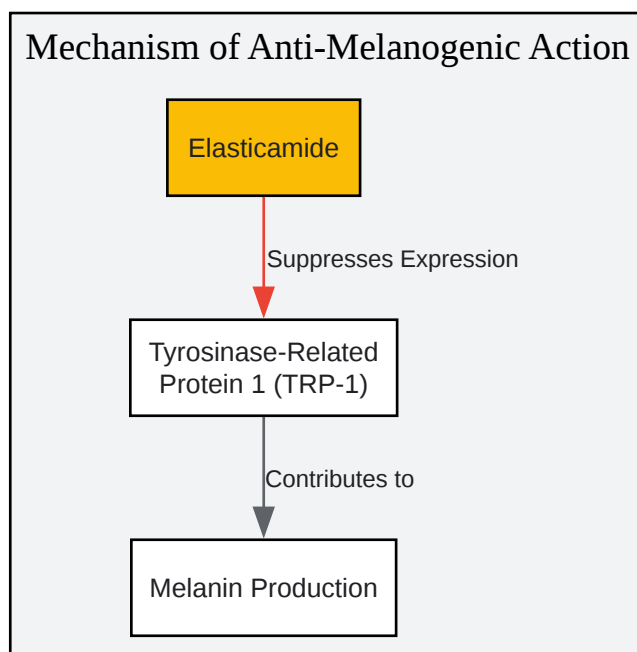 Mechanism of Anti-Melanogenic Action
Elasticamide
Suppresses Expression
Tyrosinase-Related
Protein 1 (TRP-1)
Contributes to
Melanin Production